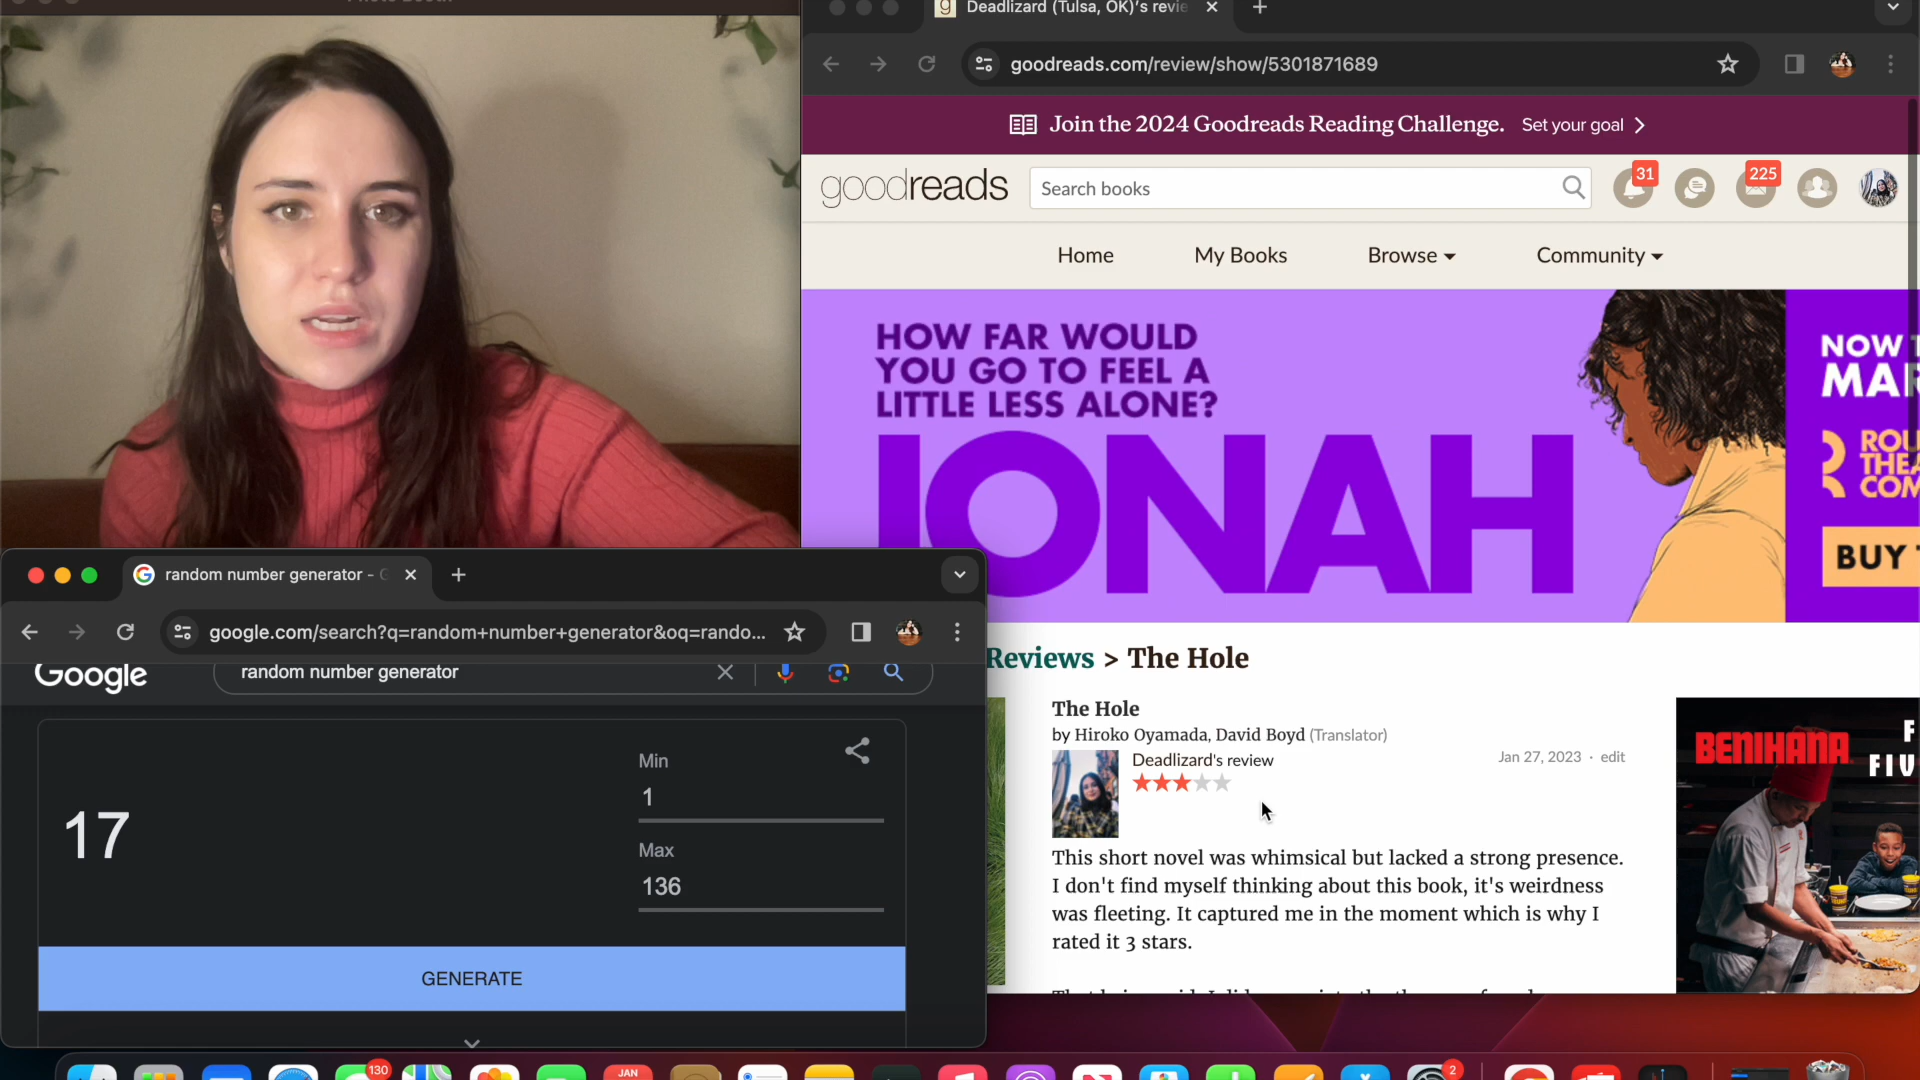 Deadlizard (Tulsa, OK)'s revie
goodreads.com/review/show/5301871689
Join the 2024 Goodreads Reading Challenge. Set your goal
goodreads
Search books
31
225
Home
My Books
Browse
Community
HOW FAR WOULD
YOU GO TO FEEL A
LITTLE LESS ALONE?
JONAH
NOW
MA
ROU
THEA
COM
BUY
Reviews > The Hole
The Hole
by Hiroko Oyamada, David Boyd (Translator)
Deadlizard's review
Jan 27, 2023 · edit
This short novel was whimsical but lacked a strong presence.
I don't find myself thinking about this book, it's weirdness
was fleeting. It captured me in the moment which is why I
rated it 3 stars.
BENIHANA
F
FIV
random number generator - G
google.com/search?q=random+number+generator&oq=rando...
Google
random number generator
17
Min
1
Max
136
GENERATE
130
JAN
2